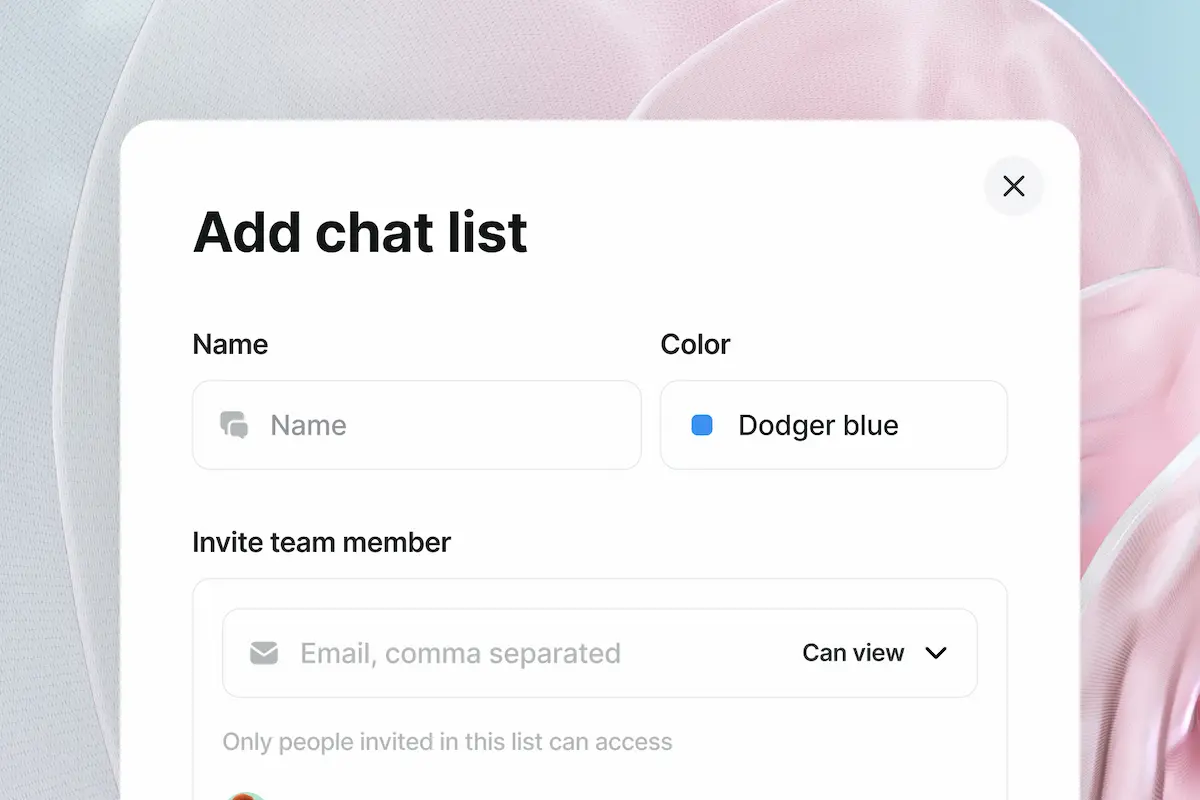 Add chat list
Name
Color
Name
Dodger blue
Invite team member
Email, comma separated
Can view
Only people invited in this list can access